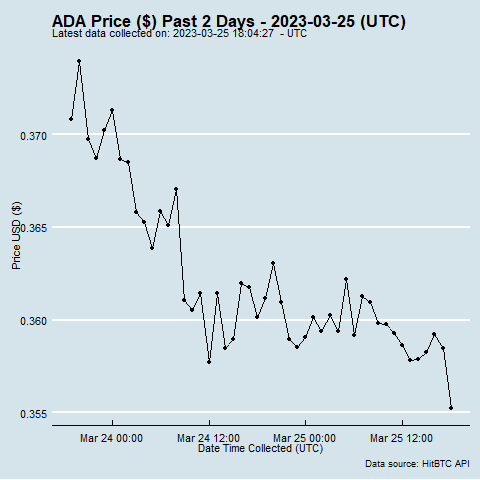 ADA Price ($) Past 2 Days - 2023-03-25 (UTC)
Latest data collected on: 2023-03-25 18:04:27  - UTC
0.370
0.365
0.360
0.355
Price USD ($)
Mar 24 00:00
Mar 24 12:00
Mar 25 00:00
Mar 25 12:00
Date Time Collected (UTC)
Data source: HitBTC API